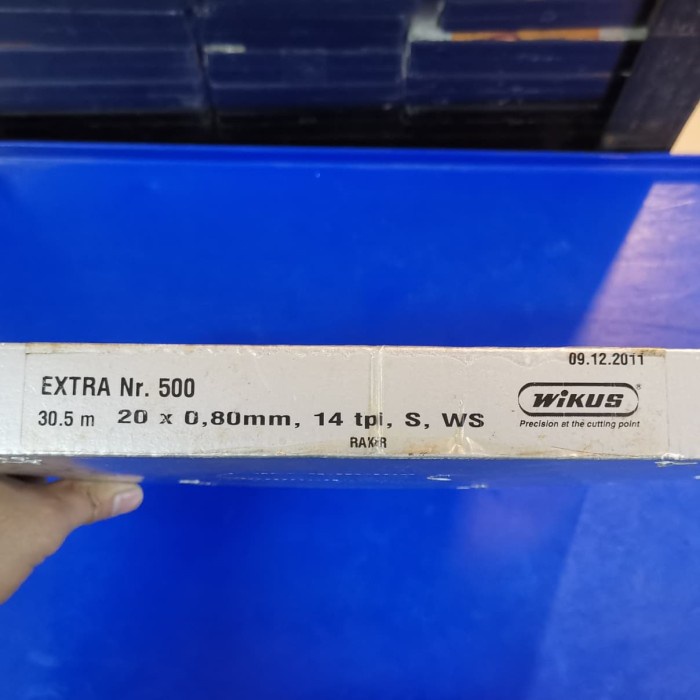 09.12.2011
EXTRA Nr. 500
WiKUS
30.5 m 20 x 0,80mm, 14 tpi, S, WS
Precision at the cutting point